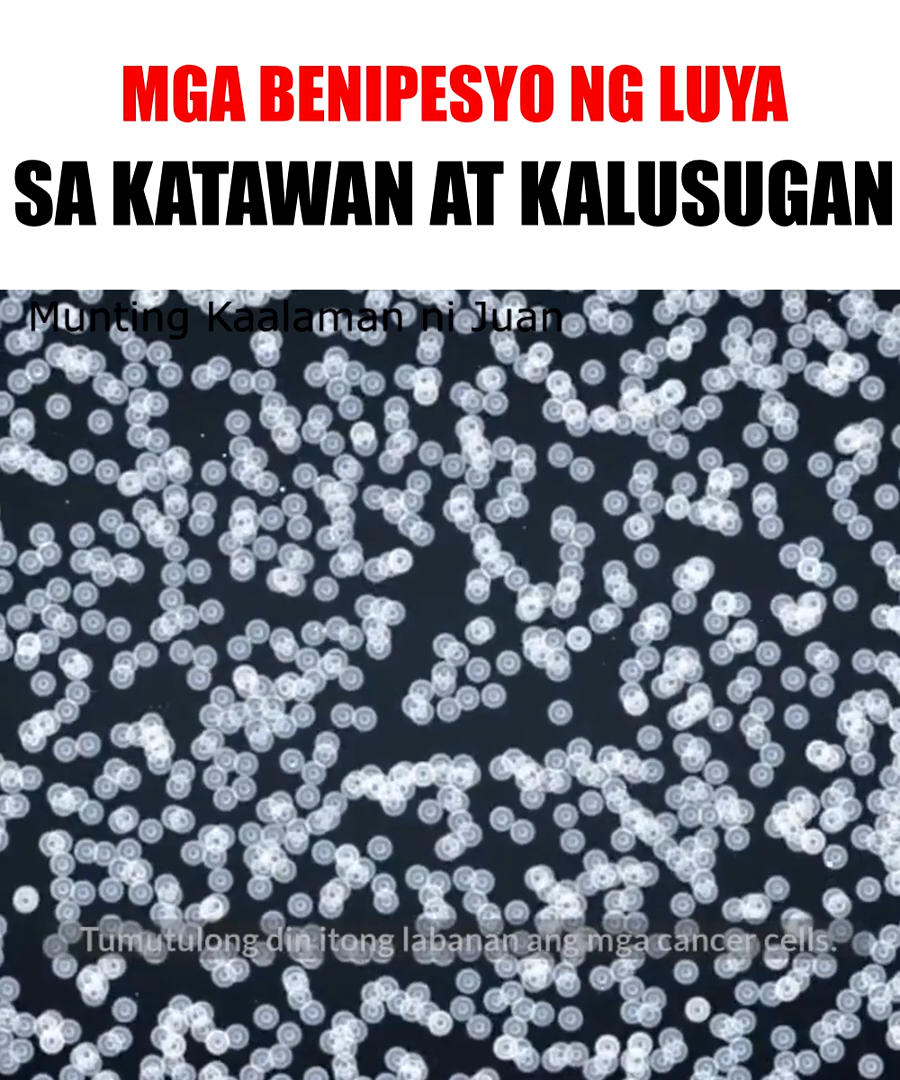 MGA BENIPESYO NG LUYA
SA KATAWAN AT KALUSUGAN
Munting Kaalaman ni Juan
Tumutulong din itong labanan ang mga cancer cells.